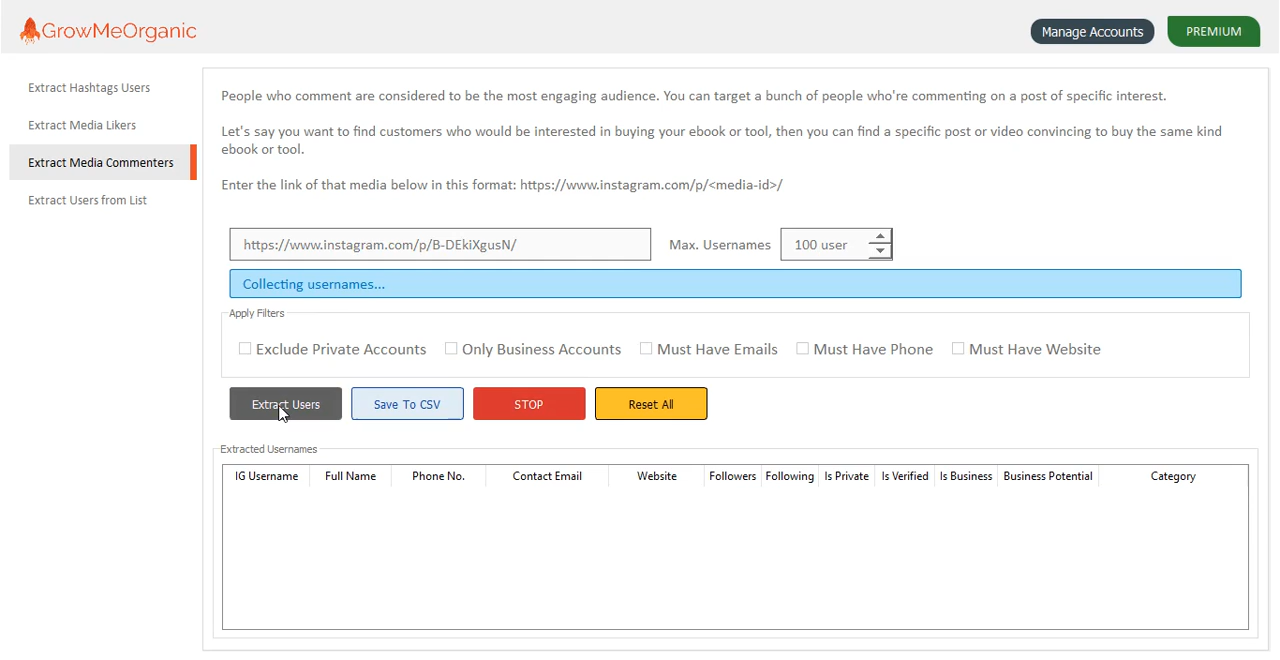 GrowMeOrganic
Manage Accounts
PREMIUM
Extract Hashtags Users
Extract Media Likers
Extract Media Commenters
Extract Users from List
People who comment are considered to be the most engaging audience. You can target a bunch of people who're commenting on a post of specific interest.
Let's say you want to find customers who would be interested in buying your ebook or tool, then you can find a specific post or video convincing to buy the same kind
ebook or tool.
Enter the link of that media below in this format: https://www.instagram.com/p/<media-id>/
https://www.instagram.com/p/B-DEkiXgusN/ Max. Usernames 100 user
Collecting usernames...
Apply Filters
Exclude Private Accounts Only Business Accounts Must Have Emails Must Have Phone Must Have Website
Extract Users Save To CSV STOP Reset All
Extracted Usernames
IG Username Full Name Phone No. Contact Email Website Followers Following Is Private Is Verified Is Business Business Potential Category